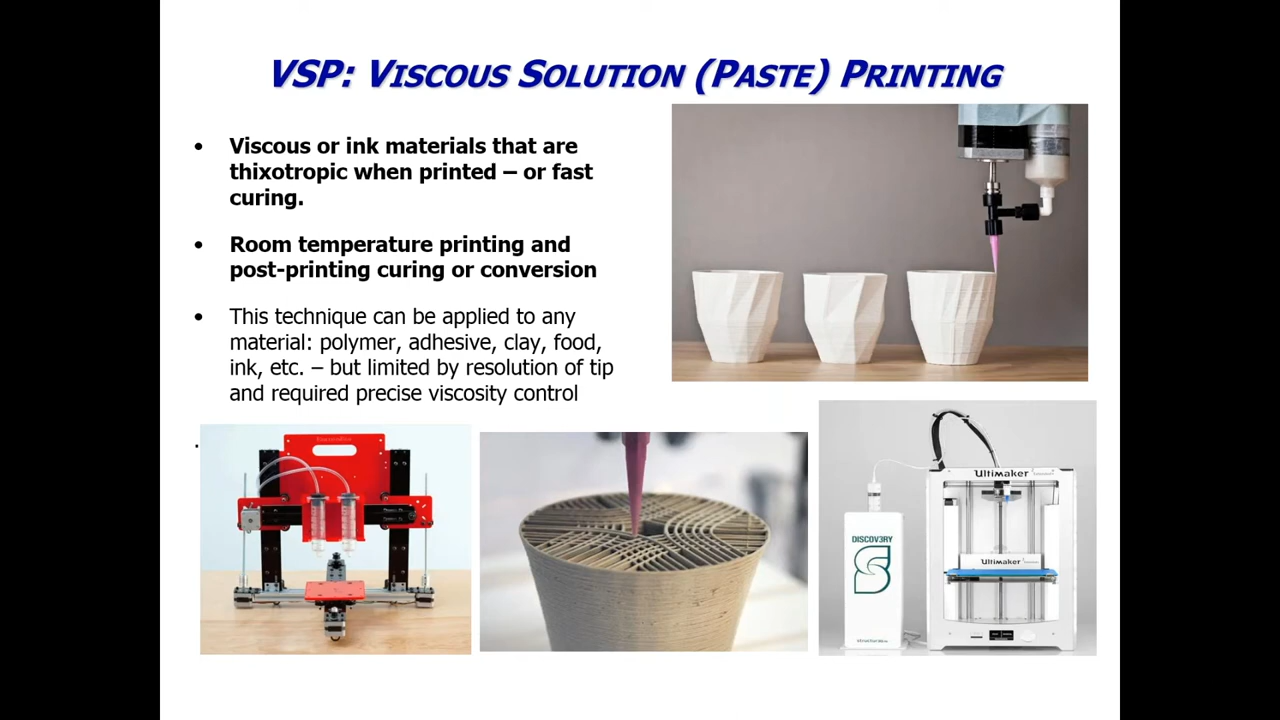 VSP: VISCOUS SOLUTION (PASTE) PRINTING
• Viscous or ink materials that are
thixotropic when printed – or fast
curing.
• Room temperature printing and
post-printing curing or conversion
• This technique can be applied to any
material: polymer, adhesive, clay, food,
ink, etc. – but limited by resolution of tip
and required precise viscosity control
Ultimaker
DISCOV3RY
Ultimaker